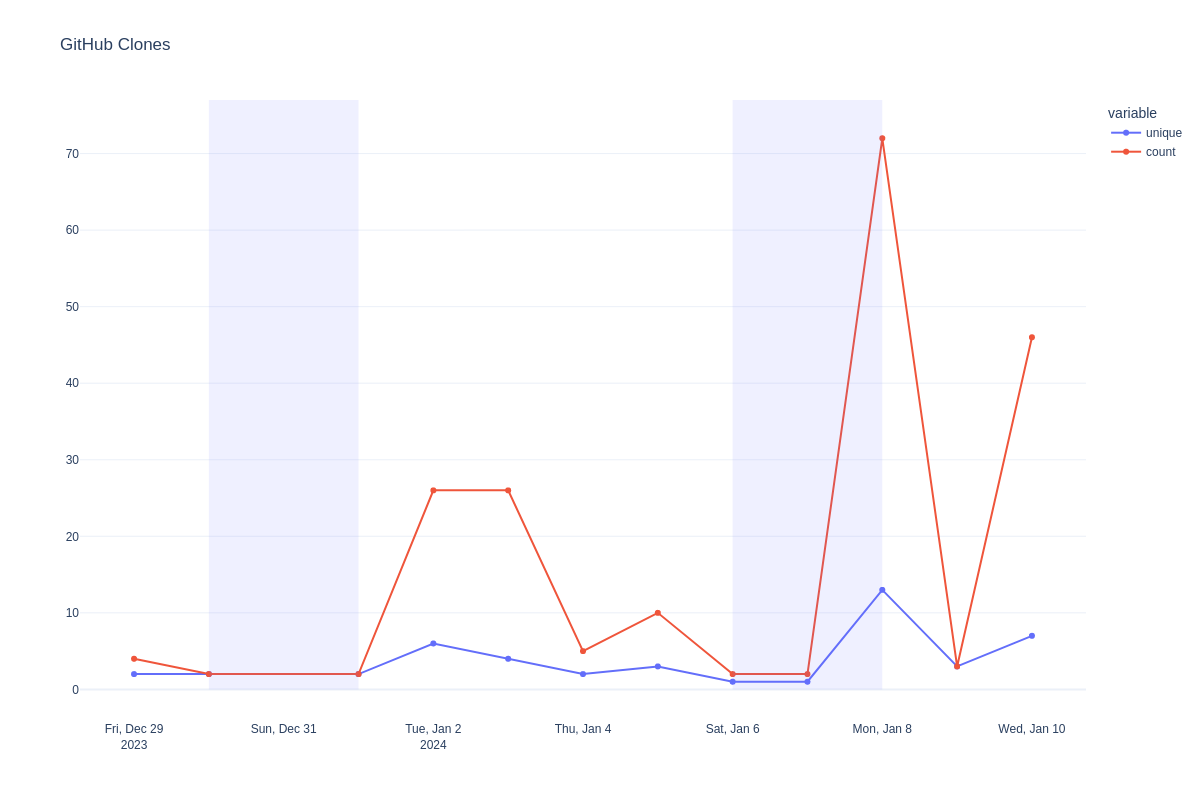 GitHub Clones
variable
unique
count
70
60
50
40
30
20
10
0
Fri, Dec 29
2023
Sun, Dec 31
Tue, Jan 2
2024
Thu, Jan 4
Sat, Jan 6
Mon, Jan 8
Wed, Jan 10